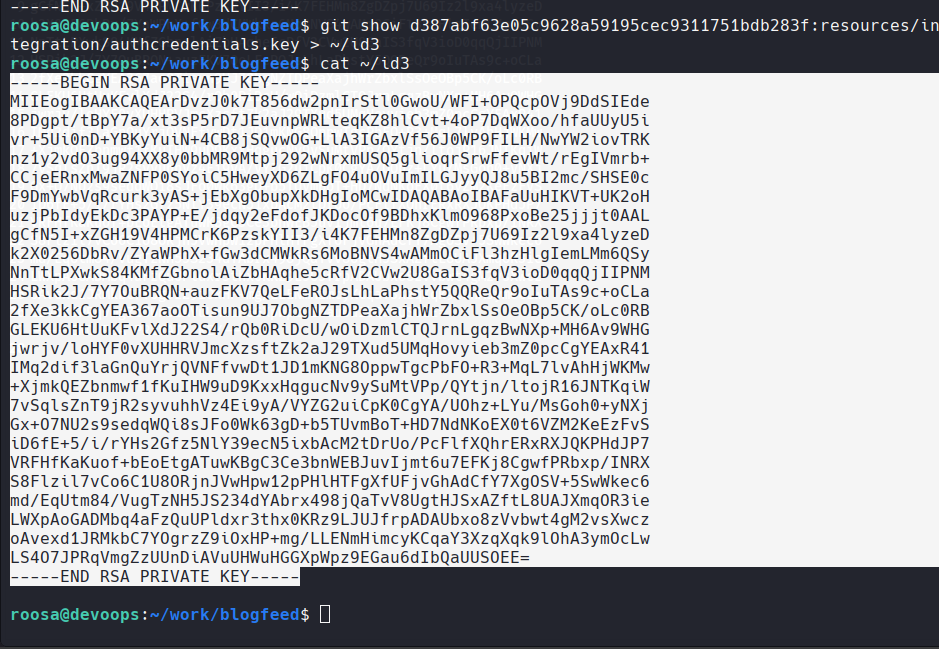 -----END RSA PRIVATE KEY-----
roosa@devoops:~/work/blogfeed$ git show d387abf63e05c9628a59195cec9311751bdb283f:resources/in
tegration/authcredentials.key > ~/id3
roosa@devoops:~/work/blogfeed$ cat ~/id3
-----BEGIN RSA PRIVATE KEY-----
MIIEogIBAAKCAQEArDvzJ0k7T856dw2pnIrStl0GwoU/WFI+OPQcpOVj9DdSIEde
8PDgpt/tBpY7a/xt3sP5rD7JEuvnpWRLteqKZ8hlCvt+4oP7DqWXoo/hfaUUyU5i
vr+5Ui0nD+YBKyYuiN+4CB8jSQvwOG+LlA3IGAzVf56J0WP9FILH/NwYW2iovTRK
nz1y2vdO3ug94XX8y0bbMR9Mtpj292wNrxmUSQ5glioqrSrwFfevWt/rEgIVmrb+
CCjeERnxMwaZNFP0SYoiC5HweyXD6ZLgFO4uOVuImILGJyyQJ8u5BI2mc/SHSE0c
F9DmYwbVqRcurk3yAS+jEbXgObupXkDHgIoMCwIDAQABAoIBAFaUuHIKVT+UK2oH
uzjPbIdyEkDc3PAYP+E/jdqy2eFdofJKDocOf9BDhxKlmO968PxoBe25jjjt0AAL
gCfN5I+xZGH19V4HPMCrK6PzskYII3/i4K7FEHMn8ZgDZpj7U69Iz2l9xa4lyzeD
k2X0256DbRv/ZYaWPhX+fGw3dCMWkRs6MoBNVS4wAMmOCiFl3hzHlgIemLMm6QSy
NnTtLPXwkS84KMfZGbnolAiZbHAqhe5cRfV2CVw2U8GaIS3fqV3ioD0qqQjIIPNM
HSRik2J/7Y7OuBRQN+auzFKV7QeLFeROJsLhLaPhstY5QQReQr9oIuTAs9c+oCLa
2fXe3kkCgYEA367aoOTisun9UJ7ObgNZTDPeaXajhWrZbxlSsOeOBp5CK/oLc0RB
GLEKU6HtUuKFvlXdJ22S4/rQb0RiDcU/wOiDzmlCTQJrnLgqzBwNXp+MH6Av9WHG
jwrjv/loHYF0vXUHHRVJmcXzsftZk2aJ29TXud5UMqHovyieb3mZ0pcCgYEAxR41
IMq2dif3laGnQuYrjQVNFfvwDt1JD1mKNG8OppwTgcPbFO+R3+MqL7lvAhHjWKMw
+XjmkQEZbnmwf1fKuIHW9uD9KxxHqgucNv9ySuMtVPp/QYtjn/ltojR16JNTKqiW
7vSqlsZnT9jR2syvuhhVz4Ei9yA/VYZG2uiCpK0CgYA/UOhz+LYu/MsGoh0+yNXj
Gx+O7NU2s9sedqWQi8sJFo0Wk63gD+b5TUvmBoT+HD7NdNKoEX0t6VZM2KeEzFvS
iD6fE+5/i/rYHs2Gfz5NlY39ecN5ixbAcM2tDrUo/PcFlfXQhrERxRXJQKPHdJP7
VRFHfKaKuof+bEoEtgATuwKBgC3Ce3bnWEBJuvIjmt6u7EFKj8CgwfPRbxp/INRX
S8Flzil7vCo6C1U8ORjnJVwHpw12pPHlHTFgXfUFjvGhAdCfY7XgOSV+5SwWkec6
md/EqUtm84/VugTzNH5JS234dYAbrx498jQaTvV8UgtHJSxAZftL8UAJXmqOR3ie
LWXpAoGADMbq4aFzQuUPldxr3thx0KRz9LJUJfrpADAUbxo8zVvbwt4gM2vsXwcz
oAvexd1JRMkbC7YOgrzZ9iOxHP+mg/LLENmHimcyKCqaY3XzqXqk9lOhA3ymOcLw
LS4O7JPRqVmgZzUUnDiAVuUHWuHGGXpWpz9EGau6dIbQaUUSOEE=
-----END RSA PRIVATE KEY-----
roosa@devoops:~/work/blogfeed$